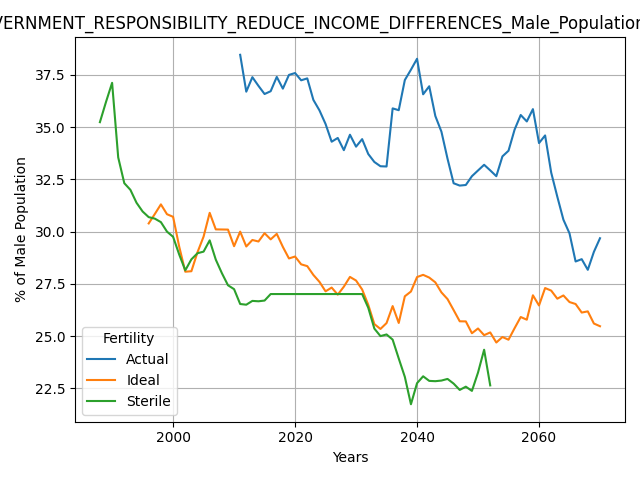 VERNMENT_RESPONSIBILITY_REDUCE_INCOME_DIFFERENCES_Male_Population
% of Male Population
37.5
35.0
32.5
30.0
27.5
25.0
22.5
Fertility
Actual
Ideal
Sterile
2000 2020 2040 2060
Years